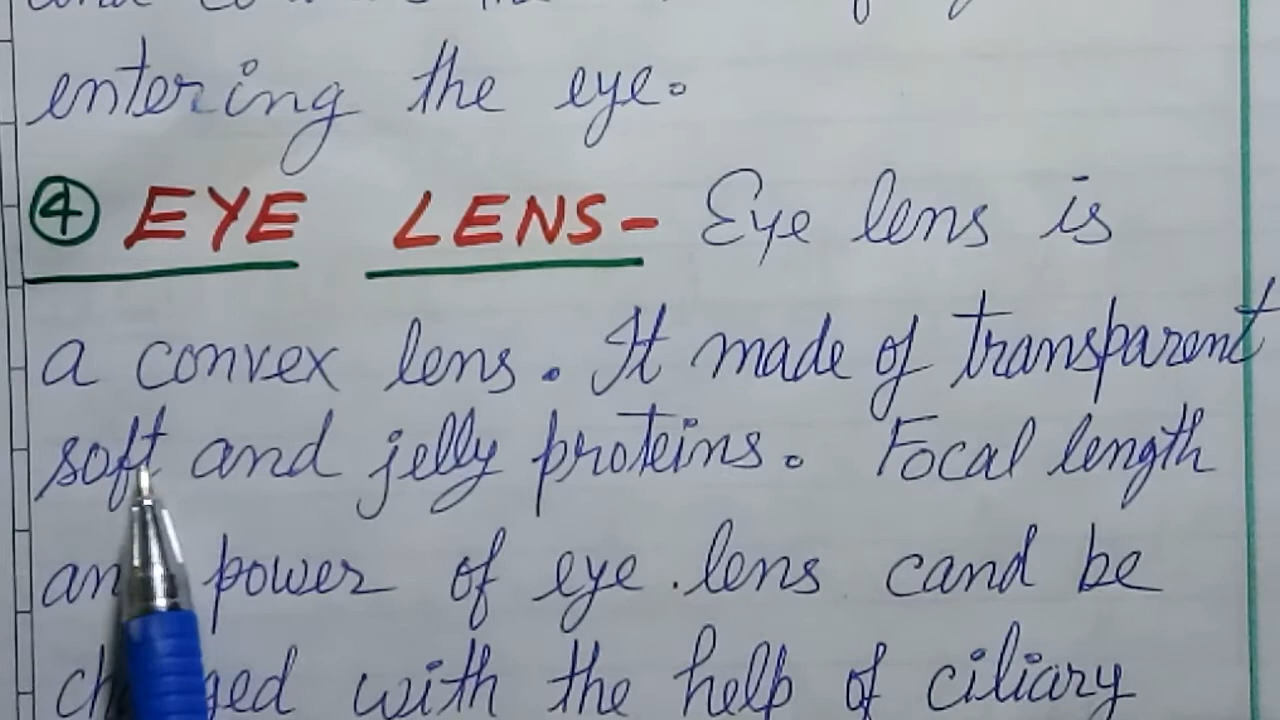 entering the eye.
④ EYE LENS- Eye lens is
a convex lens. It made of transparent
soft and jelly proteins. Focal length
power of eye.lens cand be
with the help of ciliary